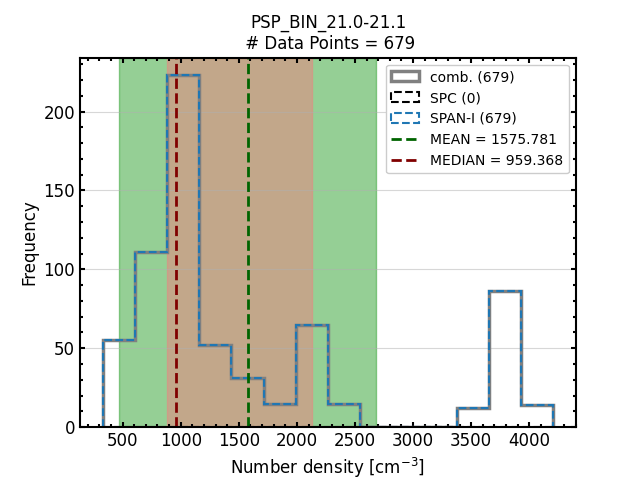 PSP_BIN_21.0-21.1
# Data Points = 679
comb. (679)
SPC (0)
SPAN-I (679)
MEAN = 1575.781
MEDIAN = 959.368
Frequency
200
150
100
50
0
500 1000 1500 2000 2500 3000 3500 4000
Number density [cm⁻³]